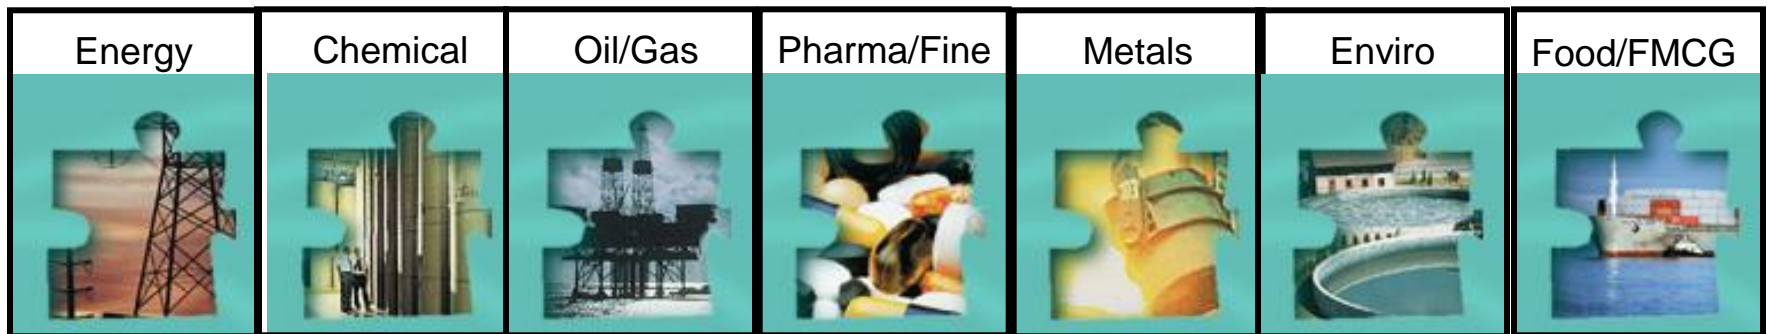 Energy
Chemical
Oil/Gas
Pharma/Fine
Metals
Enviro
Food/FMCG